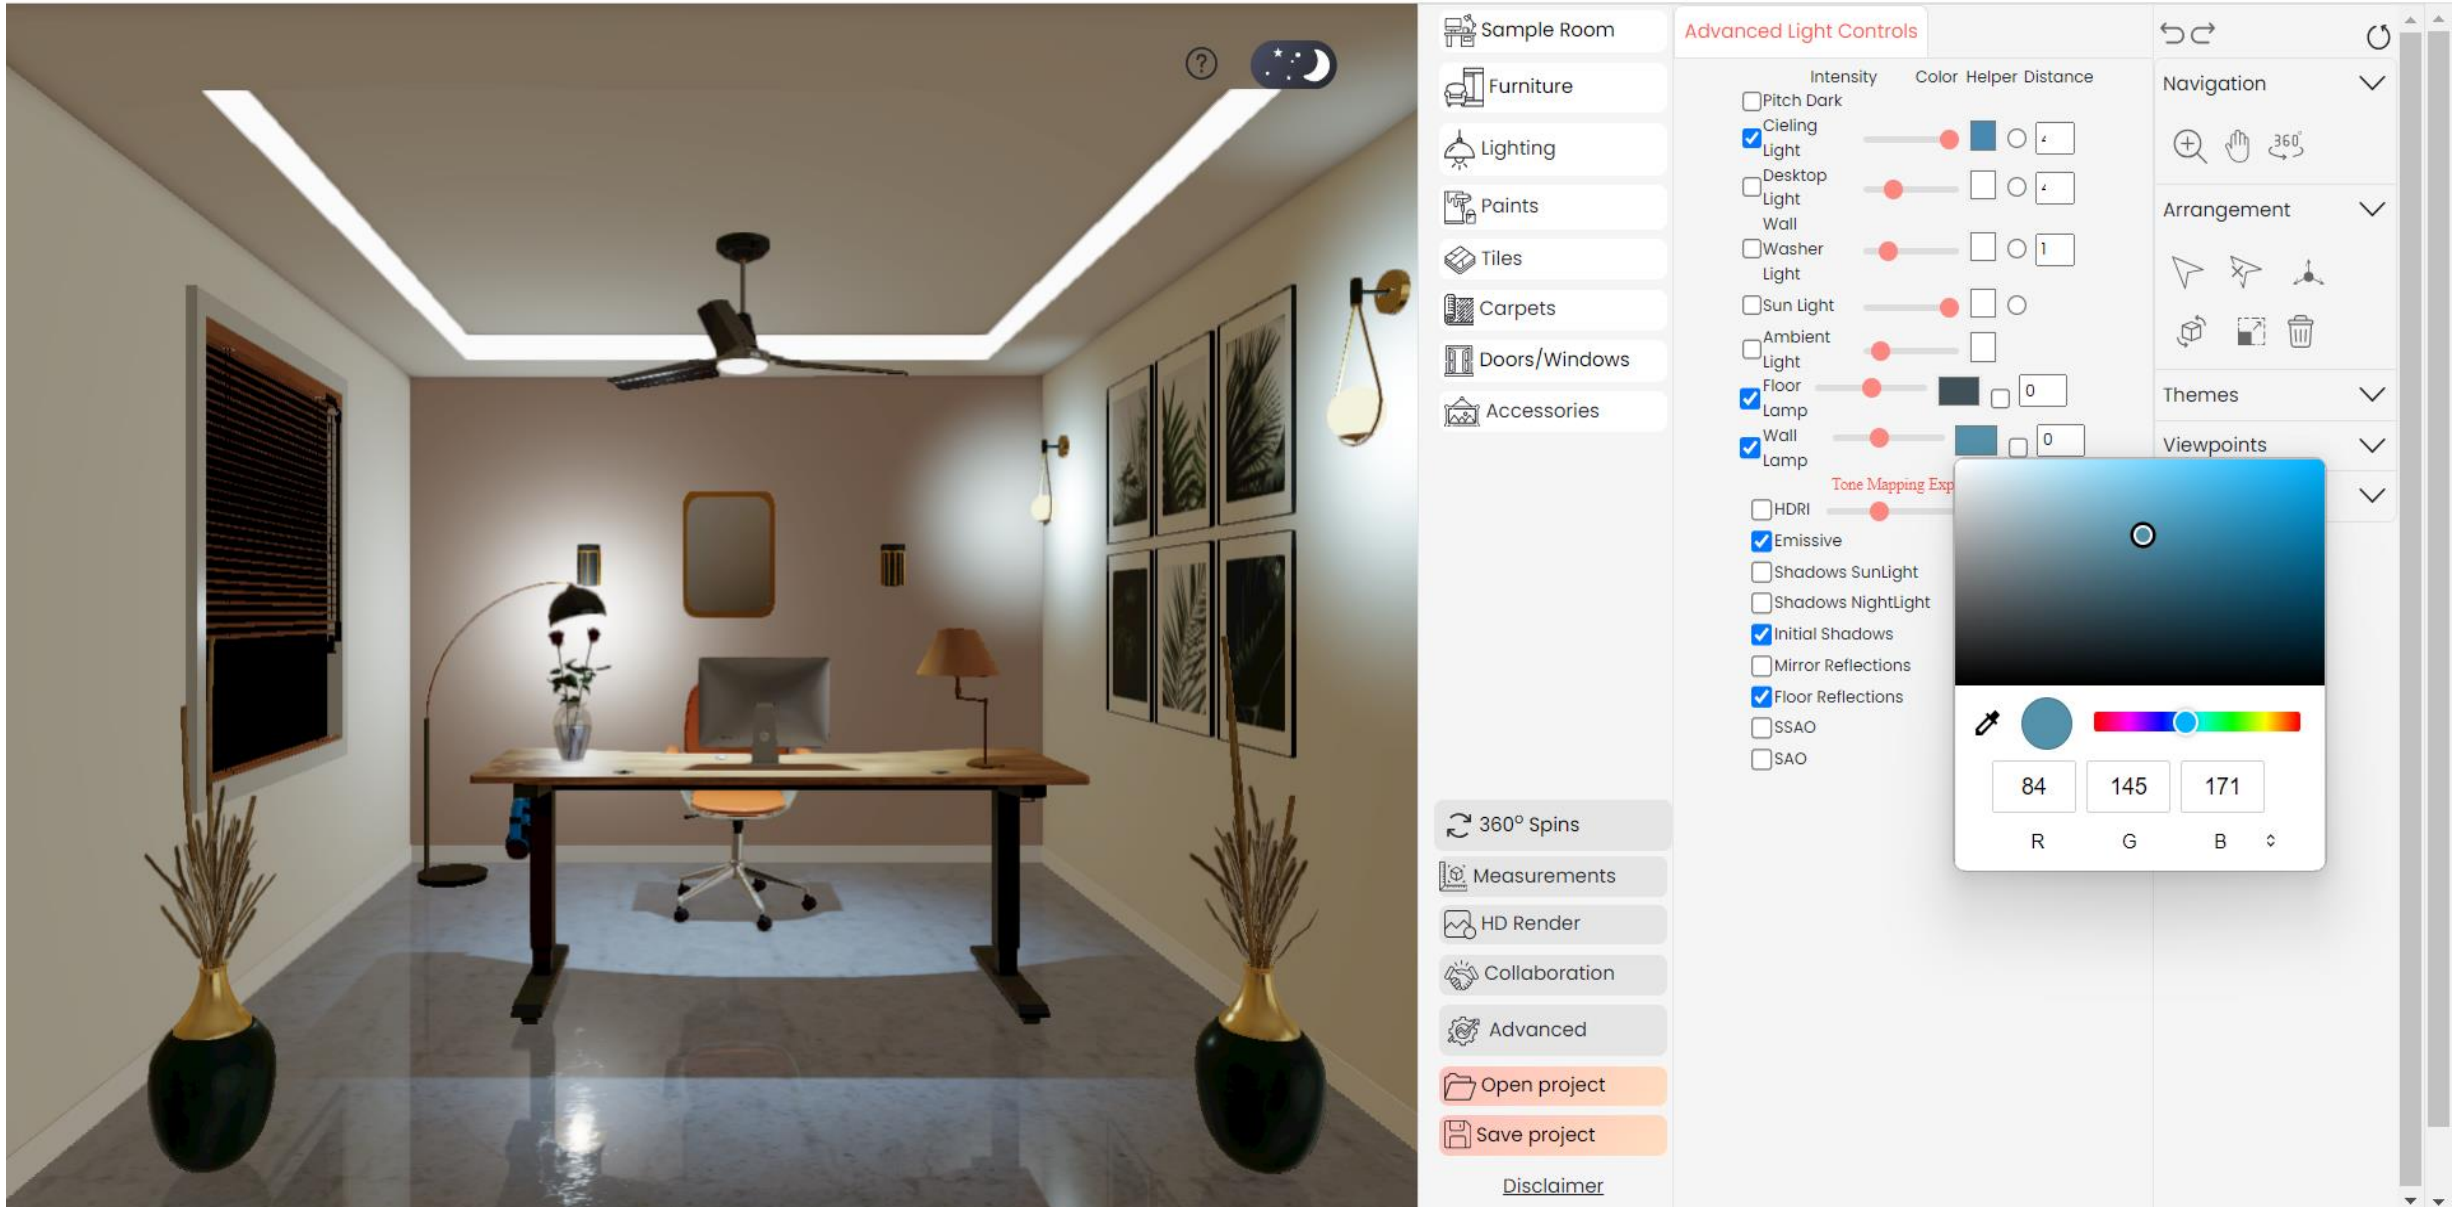 ?
Sample Room
Furniture
Lighting
Paints
Tiles
Carpets
Doors/Windows
Accessories
360° Spins
Measurements
HD Render
Collaboration
Advanced
Open project
Save project
Disclaimer
Advanced Light Controls
Intensity Color Helper Distance
Pitch Dark
Cieling
Light
Desktop
Light
Wall
Washer 1
Light
Sun Light
Ambient
Light
Floor 0
Lamp
Wall 0
Lamp
Tone Mapping
HDRI
Emissive
Shadows SunLight
Shadows NightLight
Initial Shadows
Mirror Reflections
Floor Reflections
SSAO
SAO
84 145 171
R G B
Navigation
360°
Arrangement
Themes
Viewpoints